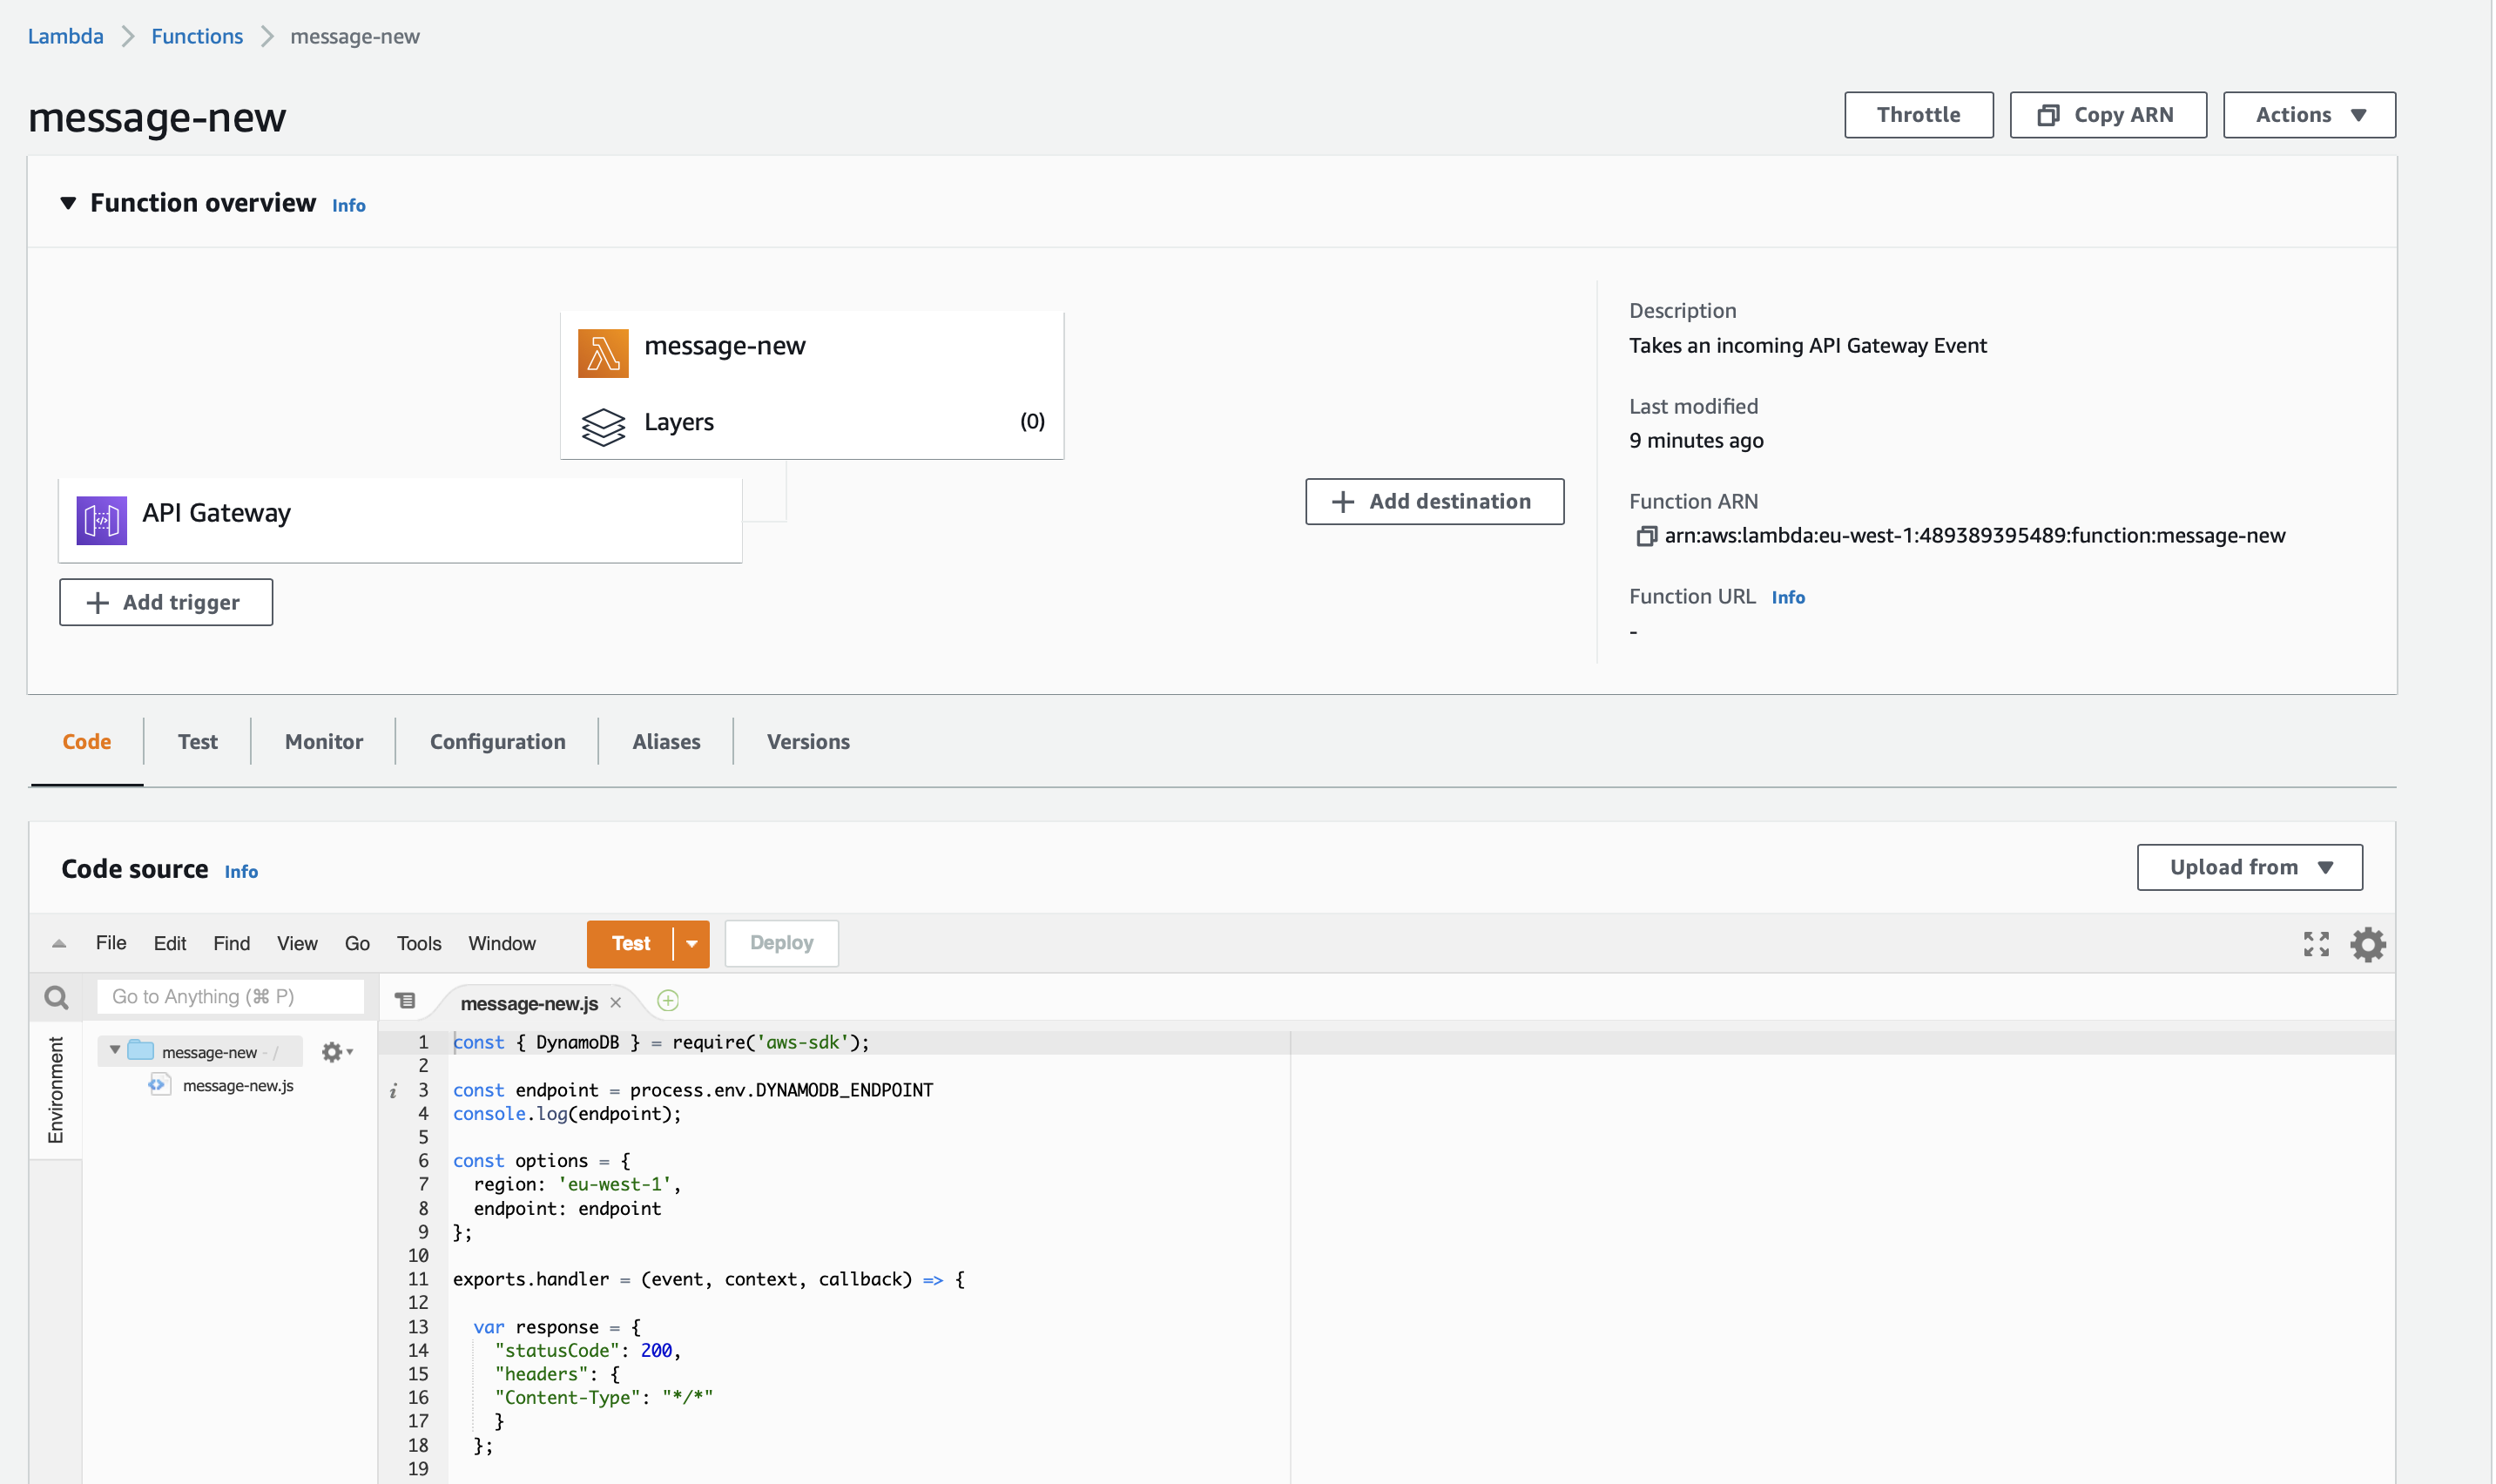 Lambda > Functions > message-new
message-new
Throttle
Copy ARN
Actions
Function overview Info
message-new
Layers (0)
API Gateway
Add trigger
Add destination
Description
Takes an incoming API Gateway Event
Last modified
9 minutes ago
Function ARN
arn:aws:lambda:eu-west-1:489389395489:function:message-new
Function URL Info
-
Code Test Monitor Configuration Aliases Versions
Code source Info
Upload from
File Edit Find View Go Tools Window Test Deploy
Go to Anything (⌘ P)
Environment
message-new - /
message-new.js
message-new.js ×
1 const { DynamoDB } = require('aws-sdk');
2
3 const endpoint = process.env.DYNAMODB_ENDPOINT
4 console.log(endpoint);
5
6 const options = {
7 region: 'eu-west-1',
8 endpoint: endpoint
9 };
10
11 exports.handler = (event, context, callback) => {
12
13 var response = {
14 "statusCode": 200,
15 "headers": {
16 "Content-Type": "*/*"
17 }
18 };
19